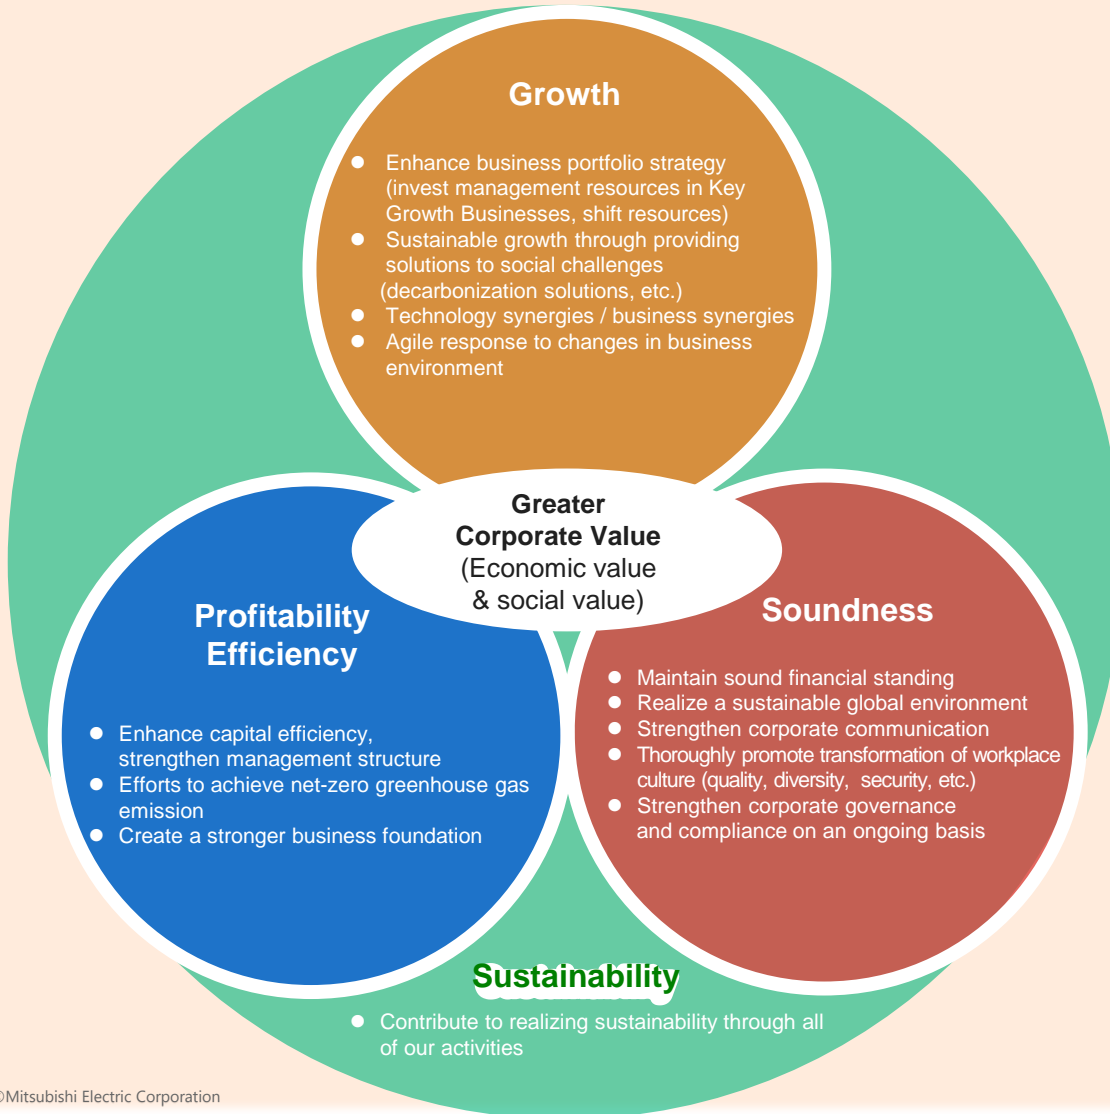 Growth
● Enhance business portfolio strategy
(invest management resources in Key
Growth Businesses, shift resources)
● Sustainable growth through providing
solutions to social challenges
(decarbonization solutions, etc.)
● Technology synergies / business synergies
● Agile response to changes in business
environment
Greater
Corporate Value
(Economic value
& social value)
Profitability
Efficiency
● Enhance capital efficiency,
strengthen management structure
● Efforts to achieve net-zero greenhouse gas
emission
● Create a stronger business foundation
Soundness
● Maintain sound financial standing
● Realize a sustainable global environment
● Strengthen corporate communication
● Thoroughly promote transformation of workplace
culture (quality, diversity, security, etc.)
● Strengthen corporate governance
and compliance on an ongoing basis
Sustainability
● Contribute to realizing sustainability through all
of our activities
©Mitsubishi Electric Corporation